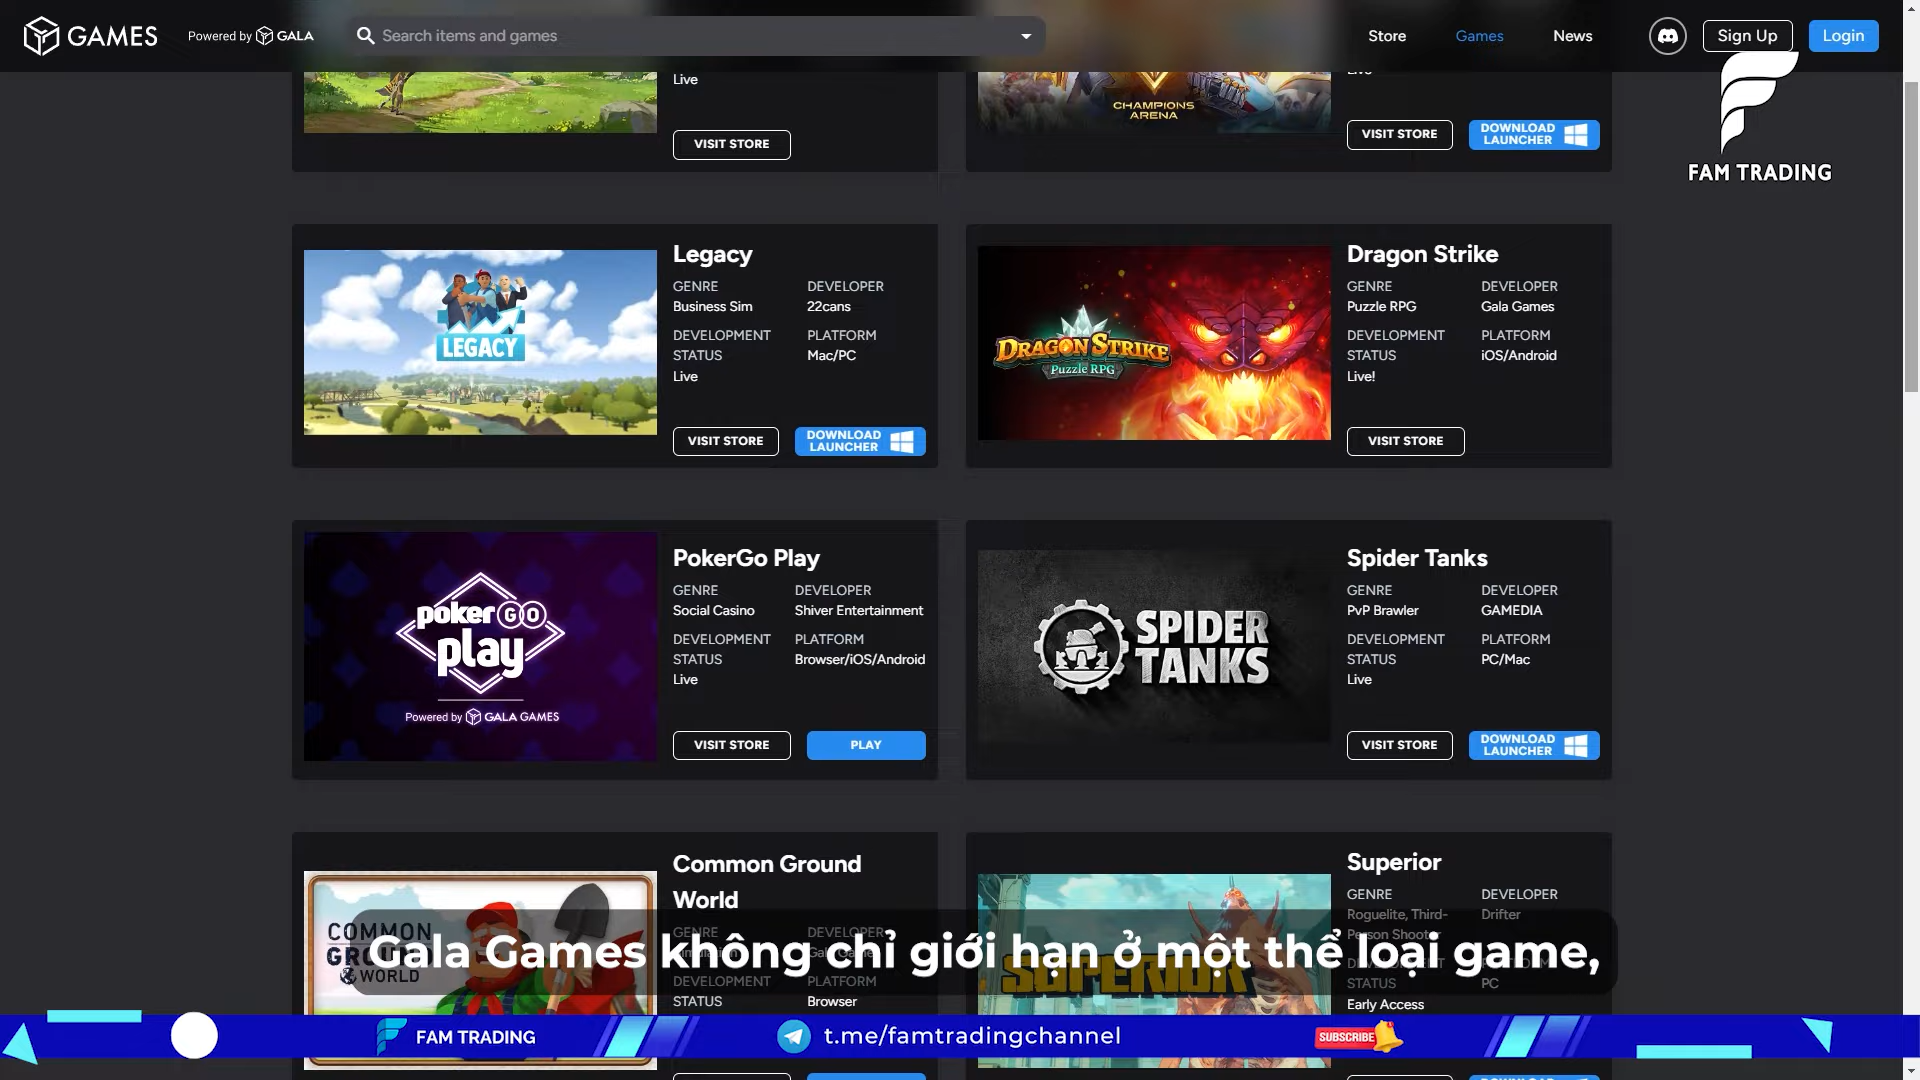 GAMES
Powered by GALA
Search items and games
Store
Games
News
Sign Up
Login
FAM TRADING
Live
VISIT STORE
CHAMPIONS
ARENA
Live
VISIT STORE
DOWNLOAD
LAUNCHER
LEGACY
Legacy
GENRE
Business Sim
DEVELOPER
22cans
DEVELOPMENT
STATUS
Live
PLATFORM
Mac/PC
VISIT STORE
DOWNLOAD
LAUNCHER
DRAGON STRIKE
Puzzle RPG
Dragon Strike
GENRE
Puzzle RPG
DEVELOPER
Gala Games
DEVELOPMENT
STATUS
Live!
PLATFORM
iOS/Android
VISIT STORE
poker GO
play
Powered by GALA GAMES
PokerGo Play
GENRE
Social Casino
DEVELOPER
Shiver Entertainment
DEVELOPMENT
STATUS
Live
PLATFORM
Browser/iOS/Android
VISIT STORE
PLAY
SPIDER
TANKS
Spider Tanks
GENRE
PvP Brawler
DEVELOPER
GAMEDIA
DEVELOPMENT
STATUS
Live
PLATFORM
PC/Mac
VISIT STORE
DOWNLOAD
LAUNCHER
COMMON
GROUND
WORLD
Common Ground
World
GENRE
DEVELOPER
DEVELOPMENT
STATUS
PLATFORM
Browser
SUPERIOR
Superior
GENRE
Roguelite, Third-
Person Shooter
DEVELOPER
Drifter
STATUS
Early Access
PC
Gala Games không chỉ giới hạn ở một thể loại game,
FAM TRADING
t.me/famtradingchannel
SUBSCRIBE